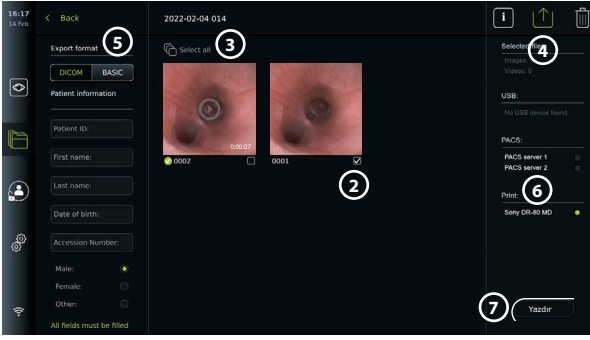 16:17
14 Feb
Back
2022-02-04 014
i
Export format
5
Select all
3
Selected files
4
Images:
Videos: 0
DICOM
BASIC
USB:
No USB device found
Patient information
Patient ID:
First name:
Last name:
Date of birth:
Accession Number:
Male:
Female:
Other:
All fields must be filled
0:00:07
0002
0001
2
PACS:
PACS server 1
PACS server 2
Print:
6
Sony DR-80 MD
7
Yazdır